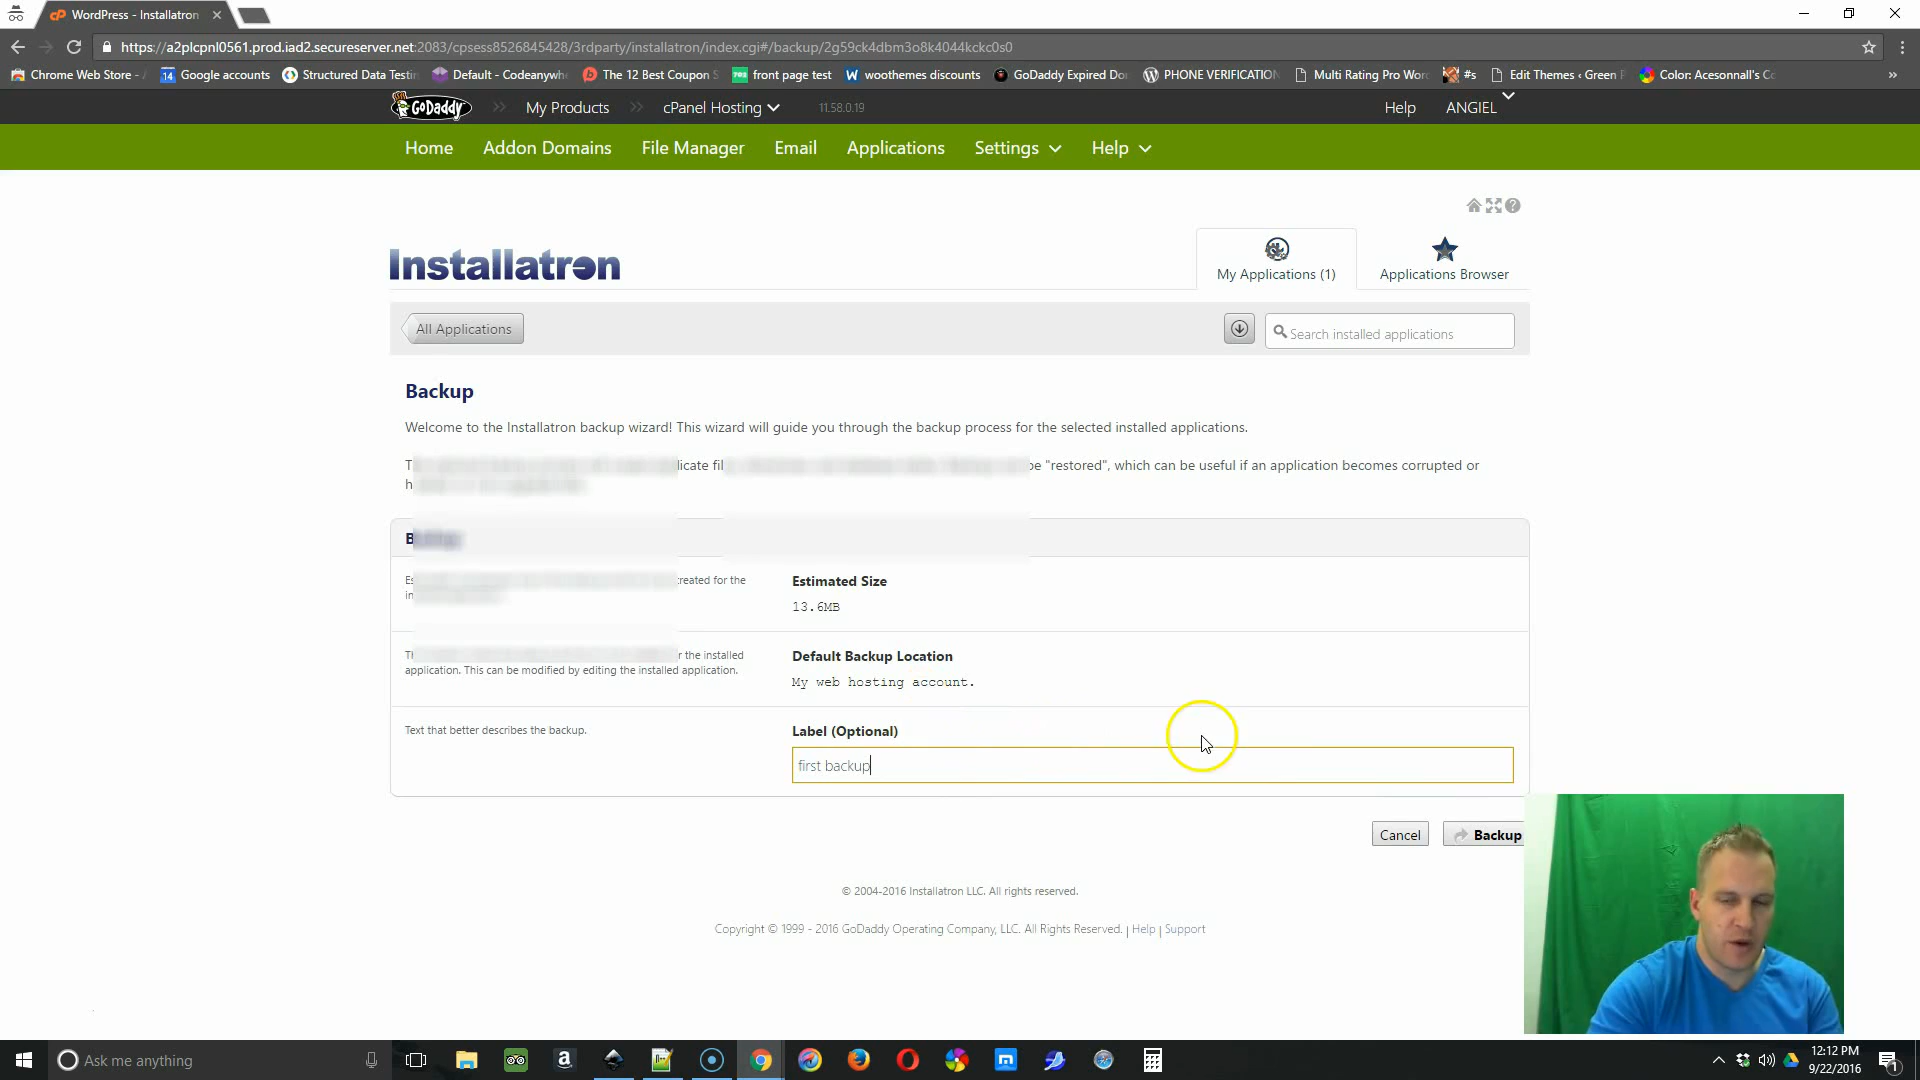 WordPress - Installatron
https://a2plcpnl0561.prod.iad2.secureserver.net:2083/cpsess8526845428/3rdparty/installatron/index.cgi#/backup/2g59ck4dbm3o8k4044kckc0s0
Chrome Web Store - Google accounts Structured Data Testin Default - Codeanywhe The 12 Best Coupon S front page test woothemes discounts GoDaddy Expired Do PHONE VERIFICATION Multi Rating Pro Wor #s Edit Themes ‹ Green P Color: Acesonnall's Co »
GoDaddy My Products cPanel Hosting 11.58.0.19 Help ANGIEL
Home Addon Domains File Manager Email Applications Settings Help
Installatron
My Applications (1) Applications Browser
All Applications Search installed applications
Backup
Welcome to the Installatron backup wizard! This wizard will guide you through the backup process for the selected installed applications.
"restored", which can be useful if an application becomes corrupted or
created for the
Estimated Size
13.6MB
the installed
application. This can be modified by editing the installed application.
Default Backup Location
My web hosting account.
Text that better describes the backup.
Label (Optional)
first backup
Cancel Backup
© 2004-2016 Installatron LLC. All rights reserved.
Copyright © 1999 - 2016 GoDaddy Operating Company, LLC. All Rights Reserved. | Help | Support
Ask me anything
12:12 PM
9/22/2016
1